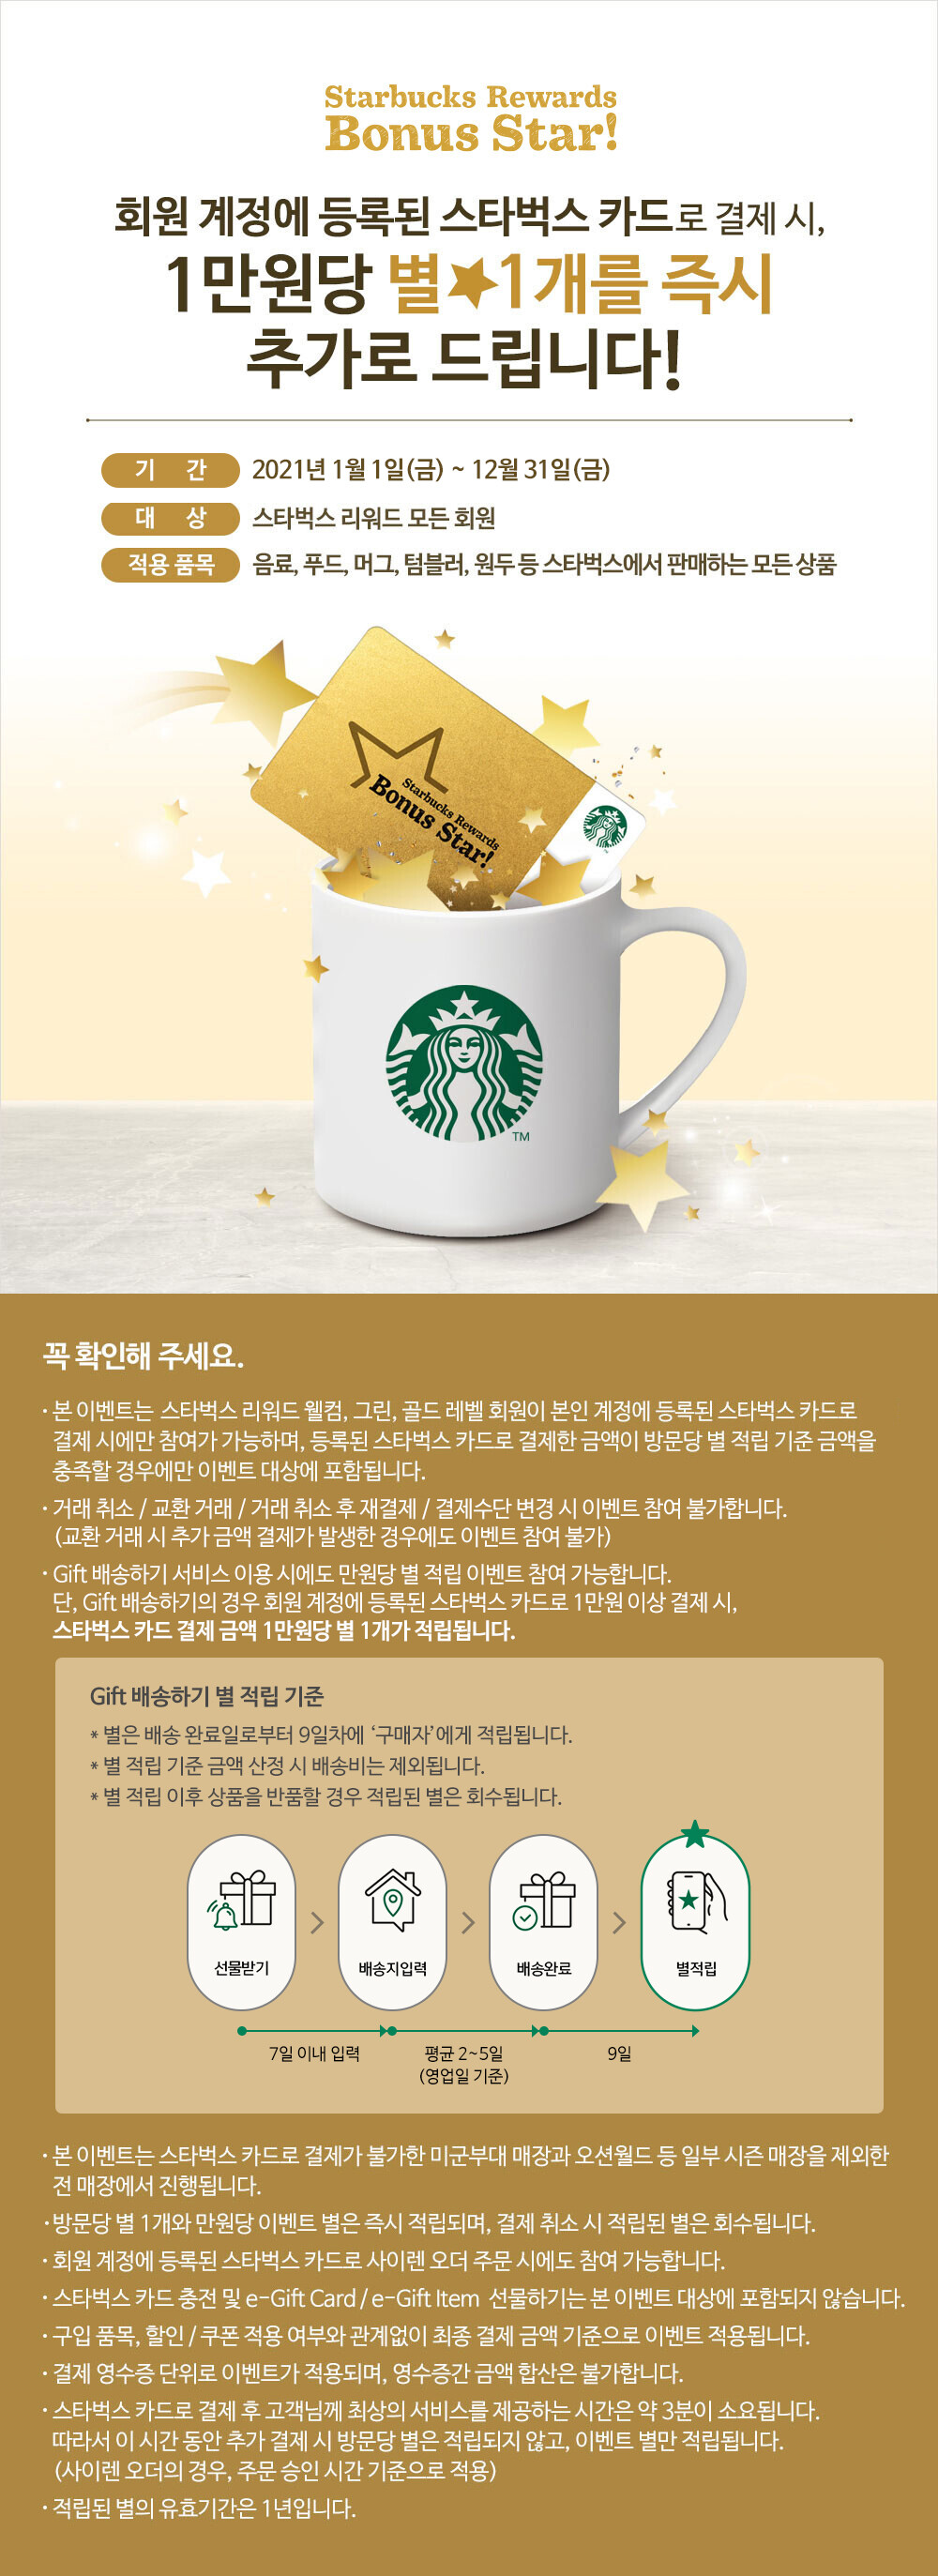 Starbucks Rewards
Bonus Star!
회원 계정에 등록된 스타벅스 카드로 결제 시,
1만원당 별★1개를 즉시
추가로 드립니다!
기 간 2021년 1월 1일(금) ~ 12월 31일(금)
대 상 스타벅스 리워드 모든 회원
적용 품목 음료, 푸드, 머그, 텀블러, 원두 등 스타벅스에서 판매하는 모든 상품
Starbucks Rewards
Bonus Star!
TM
꼭 확인해 주세요.
· 본 이벤트는 스타벅스 리워드 웰컴, 그린, 골드 레벨 회원이 본인 계정에 등록된 스타벅스 카드로
결제 시에만 참여가 가능하며, 등록된 스타벅스 카드로 결제한 금액이 방문당 별 적립 기준 금액을
충족할 경우에만 이벤트 대상에 포함됩니다.
· 거래 취소 / 교환 거래 / 거래 취소 후 재결제 / 결제수단 변경 시 이벤트 참여 불가합니다.
(교환 거래 시 추가 금액 결제가 발생한 경우에도 이벤트 참여 불가)
· Gift 배송하기 서비스 이용 시에도 만원당 별 적립 이벤트 참여 가능합니다.
단, Gift 배송하기의 경우 회원 계정에 등록된 스타벅스 카드로 1만원 이상 결제 시,
스타벅스 카드 결제 금액 1만원당 별 1개가 적립됩니다.
Gift 배송하기 별 적립 기준
* 별은 배송 완료일로부터 9일차에 ‘구매자’에게 적립됩니다.
* 별 적립 기준 금액 산정 시 배송비는 제외됩니다.
* 별 적립 이후 상품을 반품할 경우 적립된 별은 회수됩니다.
선물받기 > 배송지입력 > 배송완료 > 별적립
7일 이내 입력 평균 2~5일 9일
(영업일 기준)
· 본 이벤트는 스타벅스 카드로 결제가 불가한 미군부대 매장과 오션월드 등 일부 시즌 매장을 제외한
전 매장에서 진행됩니다.
· 방문당 별 1개와 만원당 이벤트 별은 즉시 적립되며, 결제 취소 시 적립된 별은 회수됩니다.
· 회원 계정에 등록된 스타벅스 카드로 사이렌 오더 주문 시에도 참여 가능합니다.
· 스타벅스 카드 충전 및 e-Gift Card / e-Gift Item 선물하기는 본 이벤트 대상에 포함되지 않습니다.
· 구입 품목, 할인 / 쿠폰 적용 여부와 관계없이 최종 결제 금액 기준으로 이벤트 적용됩니다.
· 결제 영수증 단위로 이벤트가 적용되며, 영수증간 금액 합산은 불가합니다.
· 스타벅스 카드로 결제 후 고객님께 최상의 서비스를 제공하는 시간은 약 3분이 소요됩니다.
따라서 이 시간 동안 추가 결제 시 방문당 별은 적립되지 않고, 이벤트 별만 적립됩니다.
(사이렌 오더의 경우, 주문 승인 시간 기준으로 적용)
· 적립된 별의 유효기간은 1년입니다.